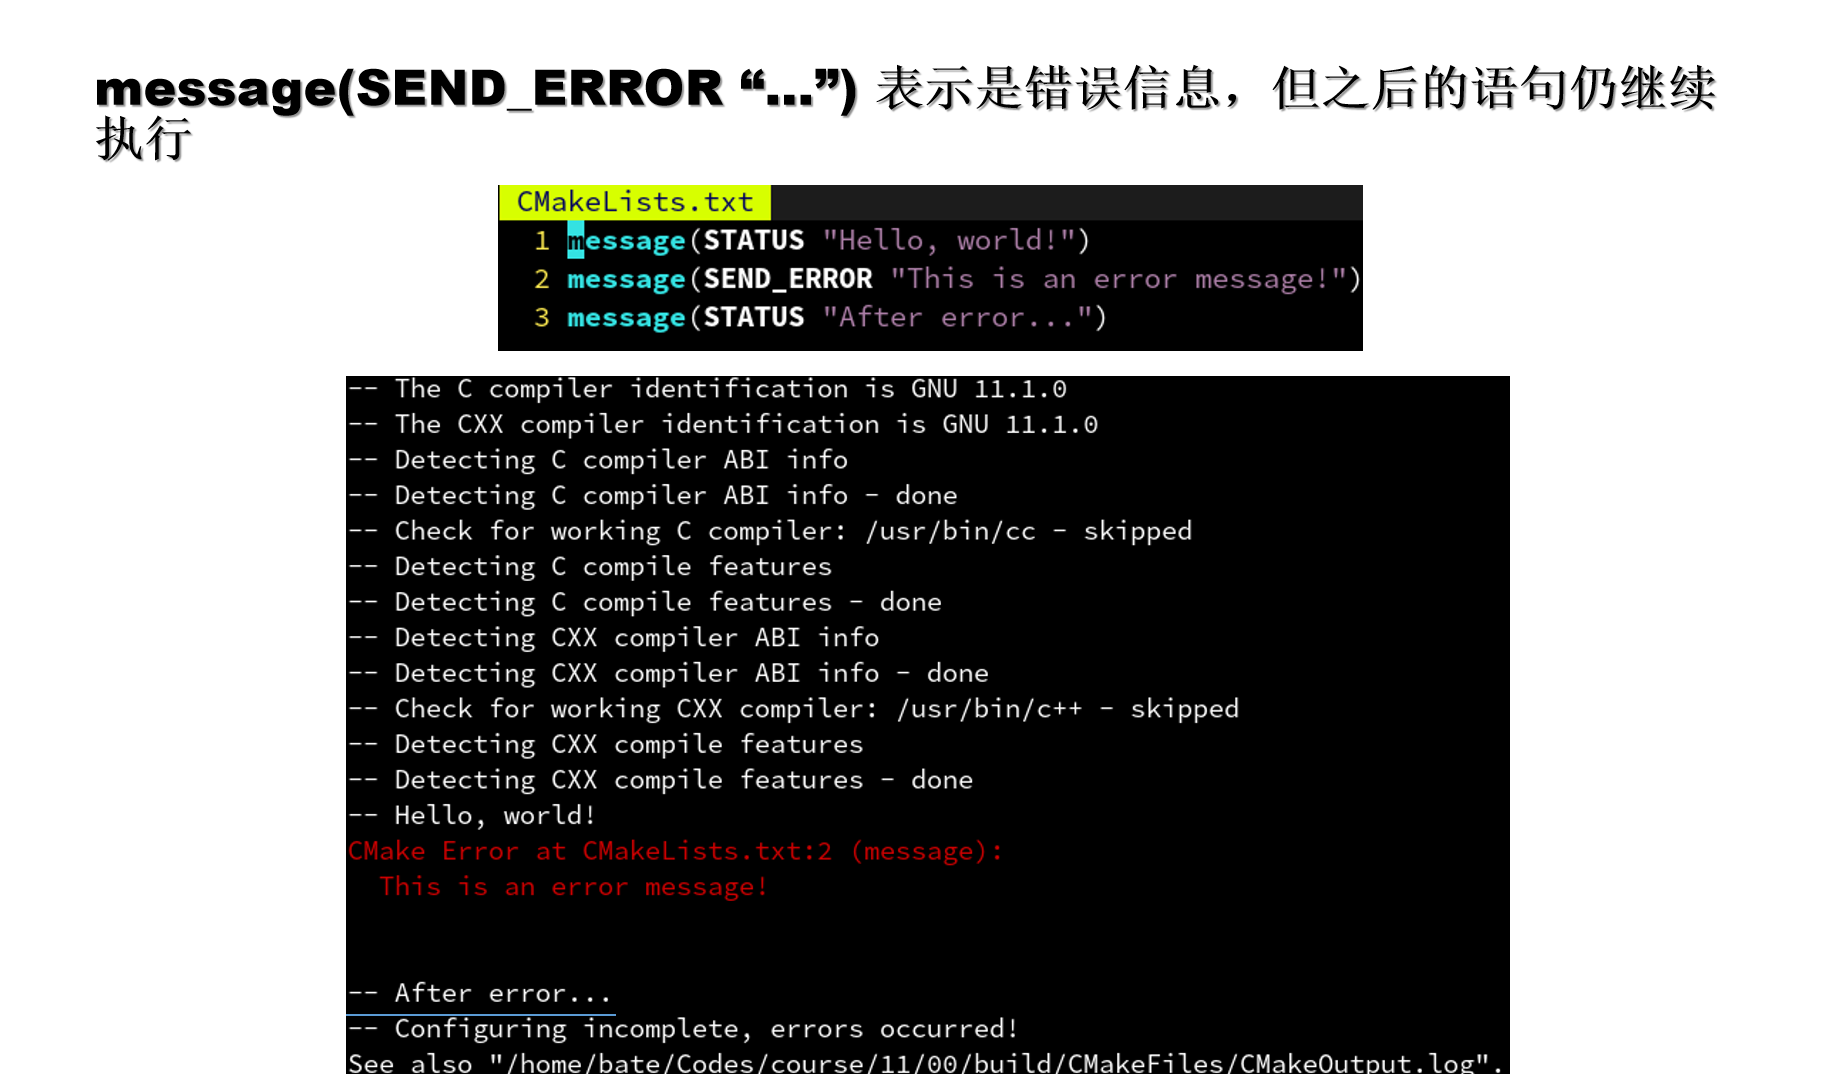 message(SEND_ERROR “...”) 表示是错误信息，但之后的语句仍继续
执行
CMakeLists.txt
1 message(STATUS "Hello, world!")
2 message(SEND_ERROR "This is an error message!")
3 message(STATUS "After error...")
-- The C compiler identification is GNU 11.1.0
-- The CXX compiler identification is GNU 11.1.0
-- Detecting C compiler ABI info
-- Detecting C compiler ABI info - done
-- Check for working C compiler: /usr/bin/cc - skipped
-- Detecting C compile features
-- Detecting C compile features - done
-- Detecting CXX compiler ABI info
-- Detecting CXX compiler ABI info - done
-- Check for working CXX compiler: /usr/bin/c++ - skipped
-- Detecting CXX compile features
-- Detecting CXX compile features - done
-- Hello, world!
CMake Error at CMakeLists.txt:2 (message):
  This is an error message!
-- After error...
-- Configuring incomplete, errors occurred!
See also "/home/bate/Codes/course/11/00/build/CMakeFiles/CMakeOutput.log".